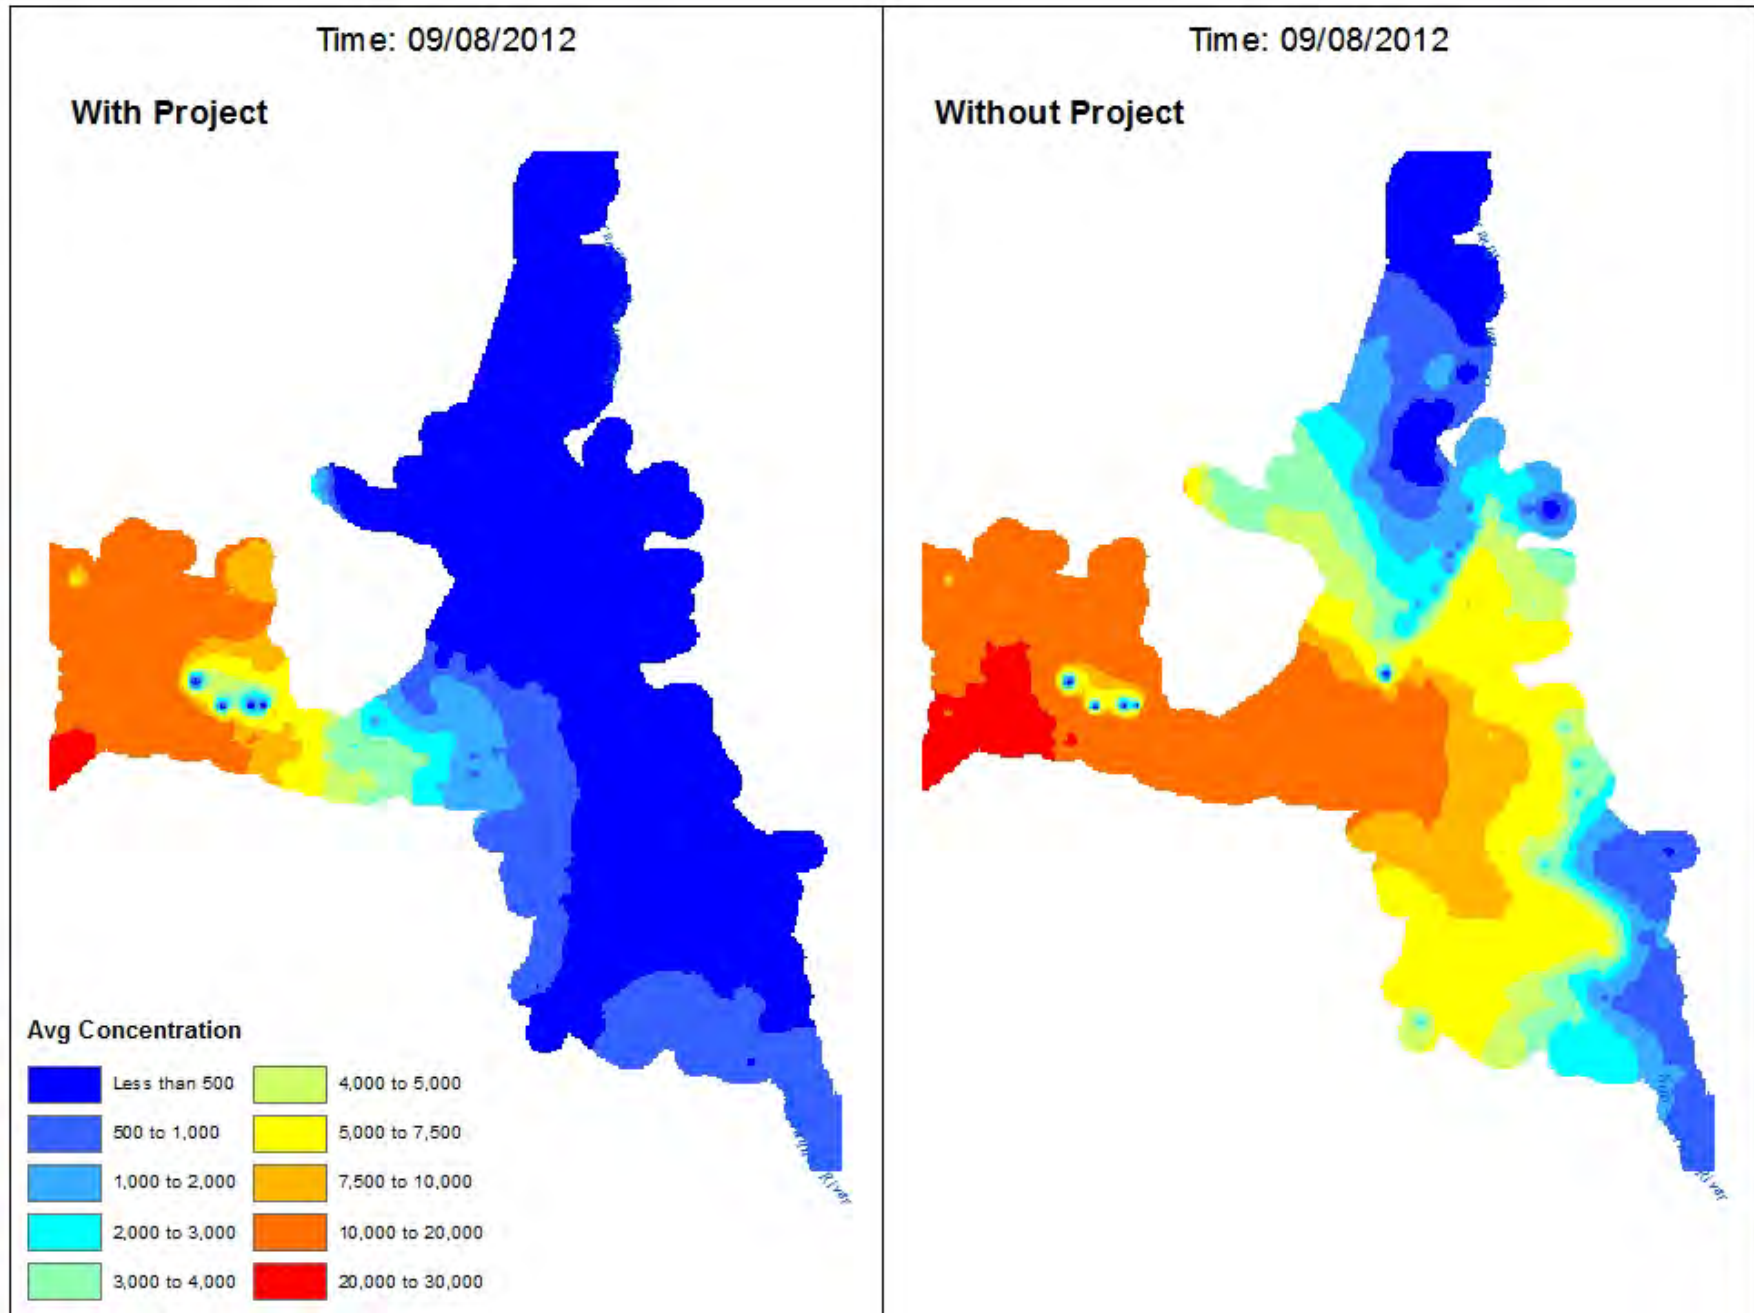 Time: 09/08/2012
With Project
Avg Concentration
Less than 500
500 to 1,000
1,000 to 2,000
2,000 to 3,000
3,000 to 4,000
4,000 to 5,000
5,000 to 7,500
7,500 to 10,000
10,000 to 20,000
20,000 to 30,000
River
Time: 09/08/2012
Without Project
River